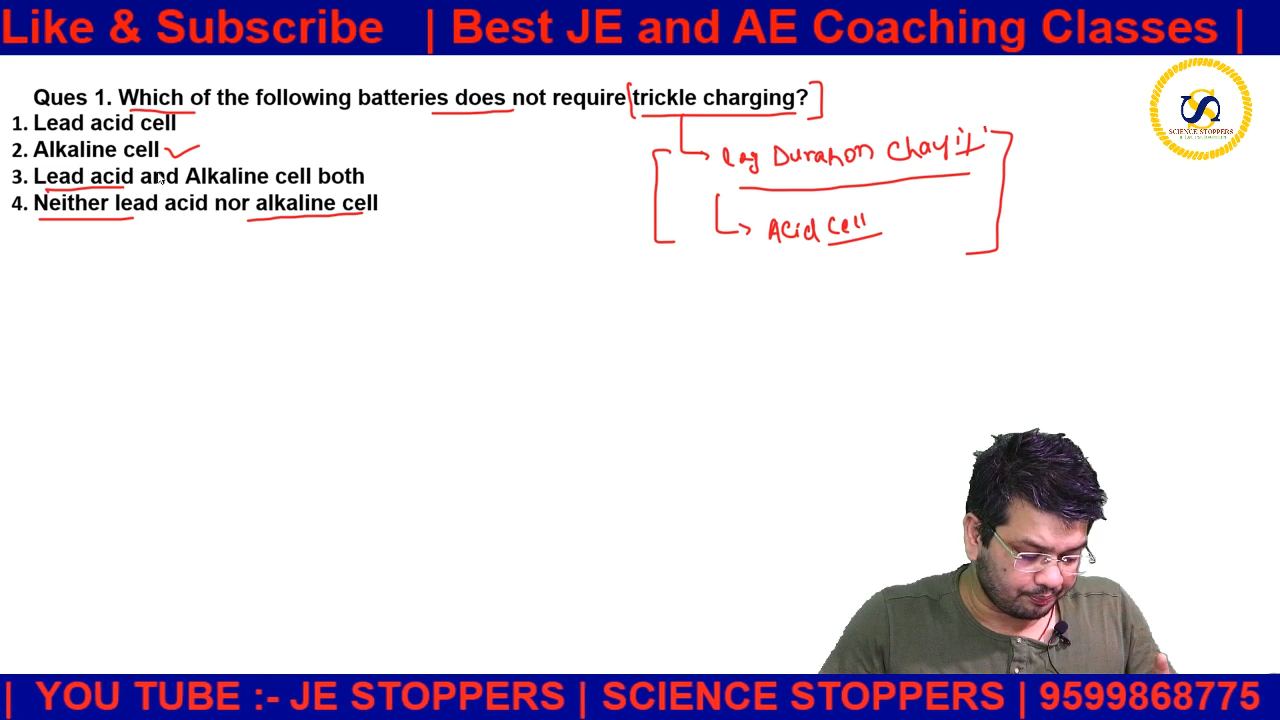 Like & Subscribe | Best JE and AE Coaching Classes |
SCIENCE STOPPERS
Ques 1. Which of the following batteries does not require trickle charging?
1. Lead acid cell
2. Alkaline cell
3. Lead acid and Alkaline cell both
4. Neither lead acid nor alkaline cell
Duration
Acid Cell
| YOU TUBE :- JE STOPPERS | SCIENCE STOPPERS | 9599868775